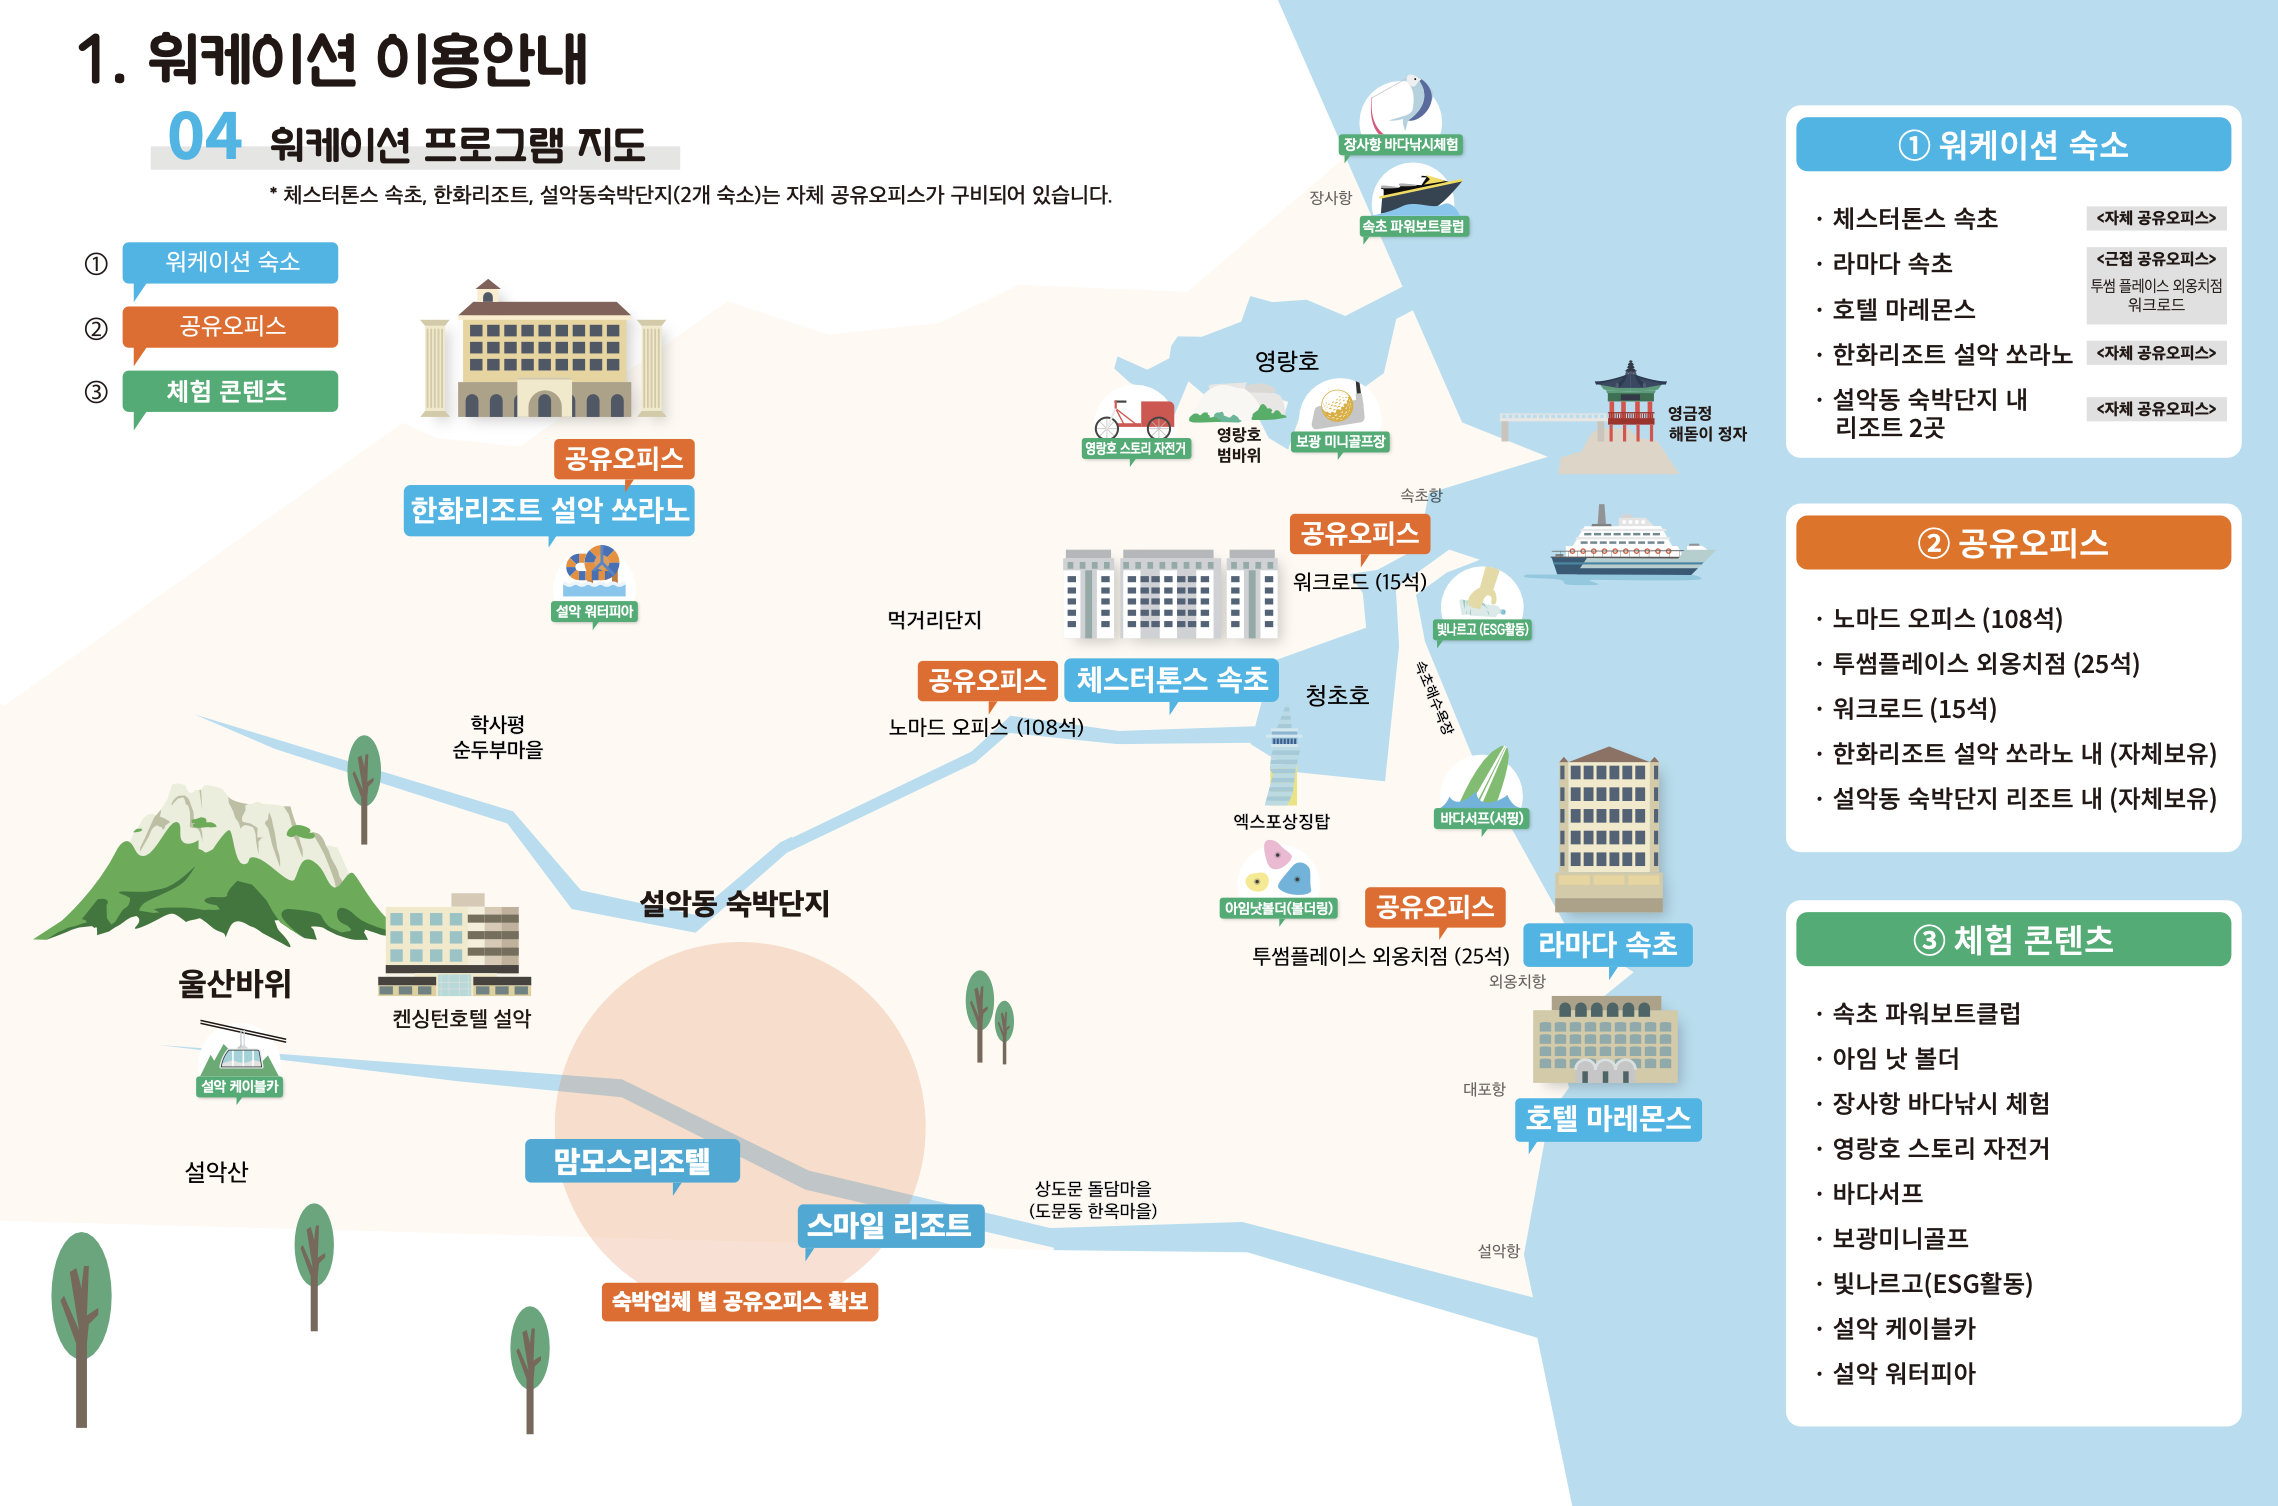 1. 워케이션 이용안내
04 워케이션 프로그램 지도
* 체스터톤스 속초, 한화리조트, 설악동숙박단지(2개 숙소)는 자체 공유오피스가 구비되어 있습니다.
① 워케이션 숙소
② 공유오피스
③ 체험 콘텐츠
장사항 바다낚시체험
장사항
속초 파워보트클럽
영랑호
영랑호 스토리 자전거
영랑호
범바위
보광 미니골프장
영금정
해돋이 정자
공유오피스
한화리조트 설악 쏘라노
설악 워터피아
속초항
공유오피스
워크로드 (15석)
빛나르고 (ESG활동)
먹거리단지
공유오피스
체스터톤스 속초
노마드 오피스 (108석)
청초호
속초해수욕장
학사평
순두부마을
엑스포상징탑
바다서프(서핑)
아임낫볼더(볼더링)
설악동 숙박단지
공유오피스
투썸플레이스 외옹치점 (25석)
라마다 속초
외옹치항
울산바위
켄싱턴호텔 설악
설악 케이블카
대포항
호텔 마레몬스
설악산
맘모스리조텔
스마일 리조트
상도문 돌담마을
(도문동 한옥마을)
설악항
숙박업체 별 공유오피스 확보
① 워케이션 숙소
· 체스터톤스 속초 <자체 공유오피스>
· 라마다 속초 <근접 공유오피스>
투썸 플레이스 외옹치점
워크로드
· 호텔 마레몬스
· 한화리조트 설악 쏘라노 <자체 공유오피스>
· 설악동 숙박단지 내
리조트 2곳 <자체 공유오피스>
② 공유오피스
· 노마드 오피스 (108석)
· 투썸플레이스 외옹치점 (25석)
· 워크로드 (15석)
· 한화리조트 설악 쏘라노 내 (자체보유)
· 설악동 숙박단지 리조트 내 (자체보유)
③ 체험 콘텐츠
· 속초 파워보트클럽
· 아임 낫 볼더
· 장사항 바다낚시 체험
· 영랑호 스토리 자전거
· 바다서프
· 보광미니골프
· 빛나르고(ESG활동)
· 설악 케이블카
· 설악 워터피아